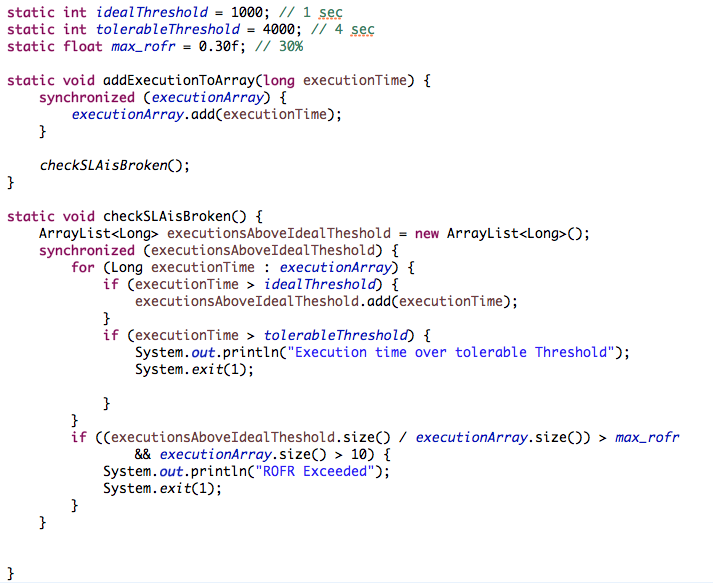 static int idealThreshold = 1000; // 1 sec
static int tolerableThreshold = 4000; // 4 sec
static float max_rofr = 0.30f; // 30%
static void addExecutionToArray(long executionTime) {
synchronized (executionArray) {
executionArray.add(executionTime);
}
checkSLAisBroken();
}
static void checkSLAisBroken() {
ArrayList<Long> executionsAboveIdealTheshold = new ArrayList<Long>();
synchronized (executionsAboveIdealTheshold) {
for (Long executionTime : executionArray) {
if (executionTime > idealThreshold) {
executionsAboveIdealTheshold.add(executionTime);
}
if (executionTime > tolerableThreshold) {
System.out.println("Execution time over tolerable Threshold");
System.exit(1);
}
}
if ((executionsAboveIdealTheshold.size() / executionArray.size()) > max_rofr
&& executionArray.size() > 10) {
System.out.println("ROFR Exceeded");
System.exit(1);
}
}
}